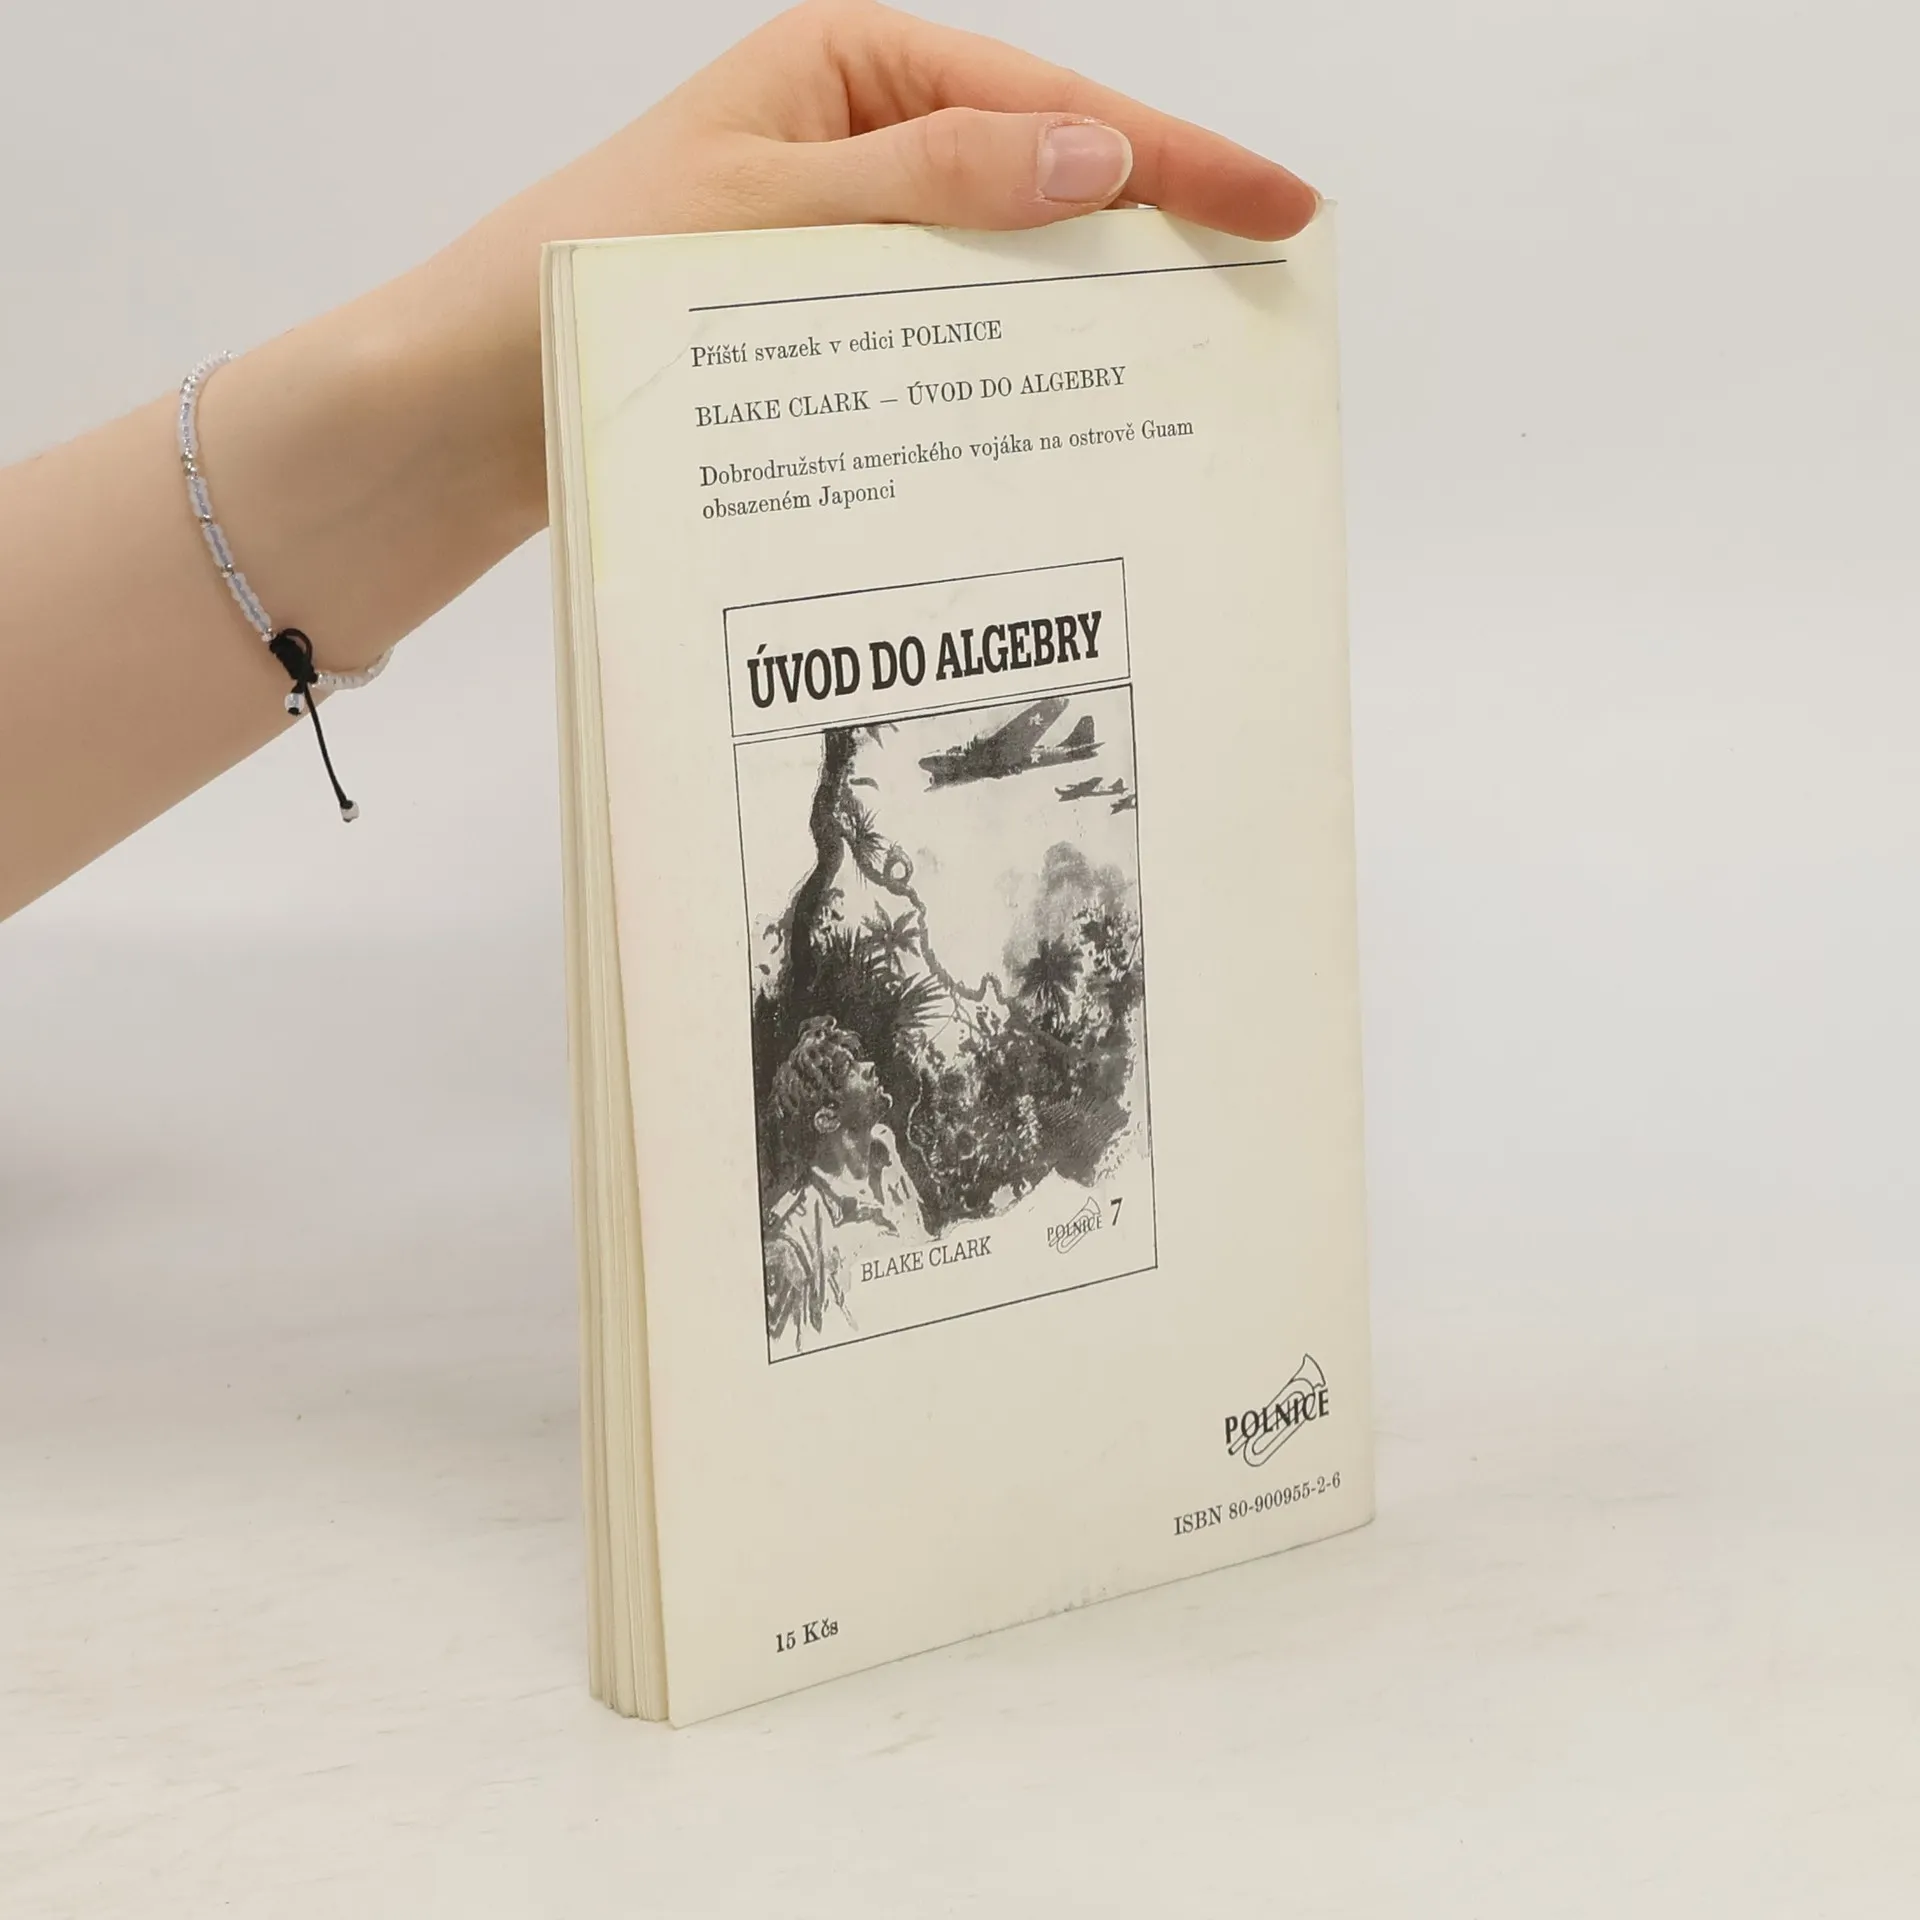 Příští svazek v edici POLNICE
BLAKE CLARK – ÚVOD DO ALGEBRY
Dobrodružství amerického vojáka na ostrově Guam
obsazeném Japonci
ÚVOD DO ALGEBRY
BLAKE CLARK
POLNICE 7
POLNICE
ISBN 80-900955-2-6
15 Kčs